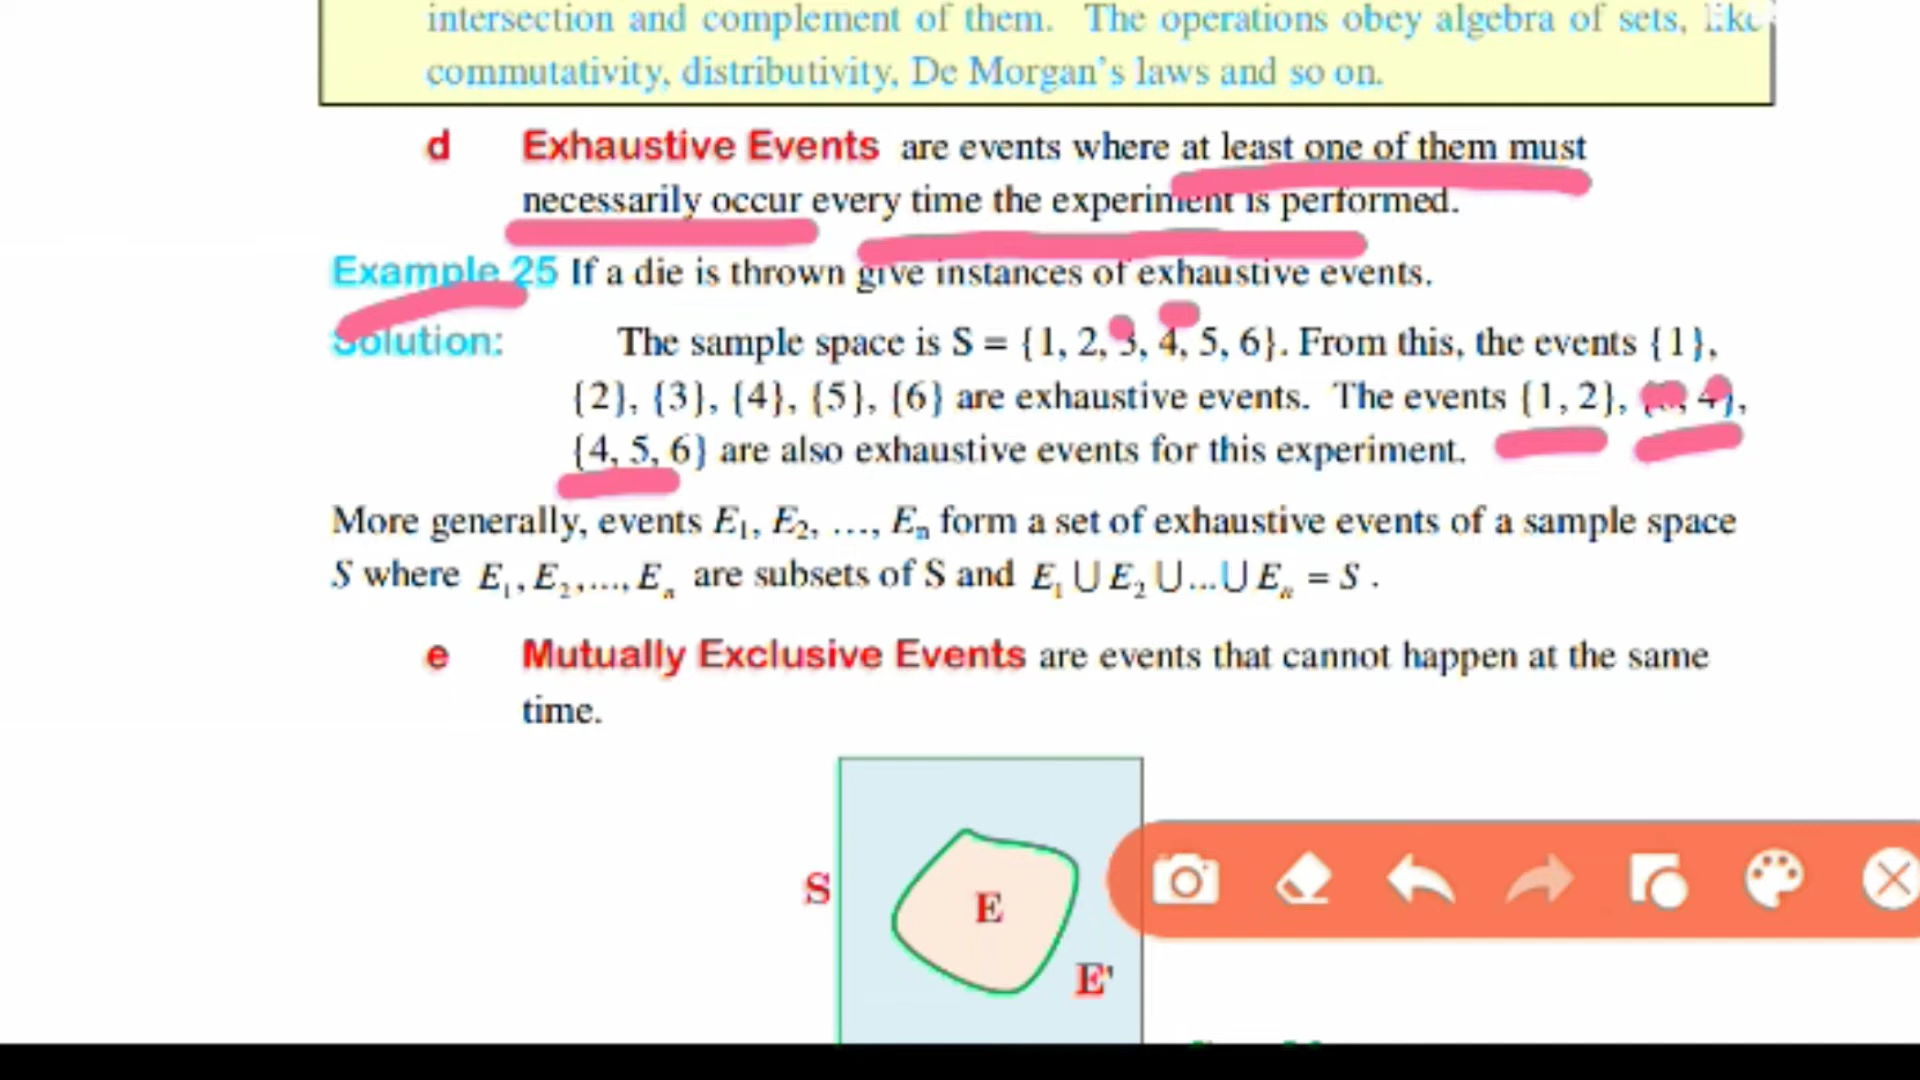 intersection and complement of them. The operations obey algebra of sets, like
commutativity, distributivity, De Morgan's laws and so on.
d Exhaustive Events are events where at least one of them must
necessarily occur every time the experiment is performed.
Example 25 If a die is thrown give instances of exhaustive events.
Solution: The sample space is S = {1, 2, 3, 4, 5, 6}. From this, the events {1},
{2}, {3}, {4}, {5}, {6} are exhaustive events. The events {1, 2}, 4},
{4, 5, 6} are also exhaustive events for this experiment.
More generally, events E₁, E₂, ..., Eₙ form a set of exhaustive events of a sample space
S where E₁, E₂,..., Eₙ are subsets of S and E₁ ∪ E₂ ∪...∪ Eₙ = S .
e Mutually Exclusive Events are events that cannot happen at the same
time.
S
E
E'